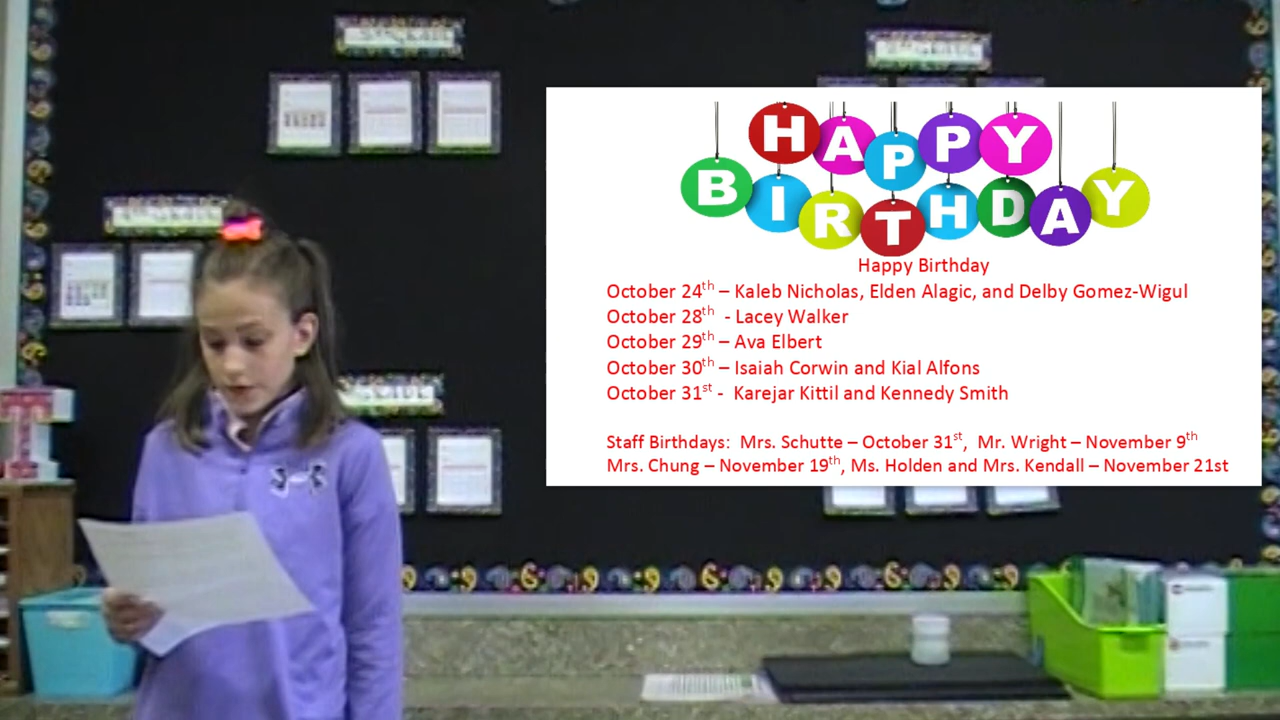 HAPPY
BIRTHDAY
Happy Birthday
October 24th – Kaleb Nicholas, Elden Alagic, and Delby Gomez-Wigul
October 28th - Lacey Walker
October 29th – Ava Elbert
October 30th – Isaiah Corwin and Kial Alfons
October 31st - Karejar Kittil and Kennedy Smith
Staff Birthdays: Mrs. Schutte – October 31st, Mr. Wright – November 9th
Mrs. Chung – November 19th, Ms. Holden and Mrs. Kendall – November 21st